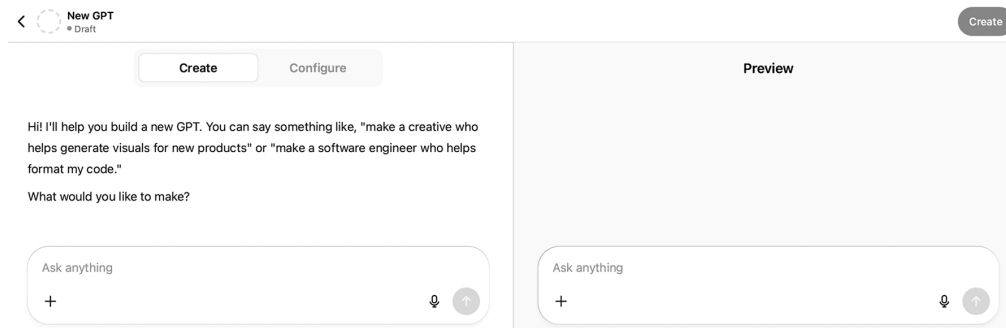 New GPT
Draft
Create
Create
Configure
Preview
Hi! I'll help you build a new GPT. You can say something like, "make a creative who
helps generate visuals for new products" or "make a software engineer who helps
format my code."
What would you like to make?
Ask anything
Ask anything